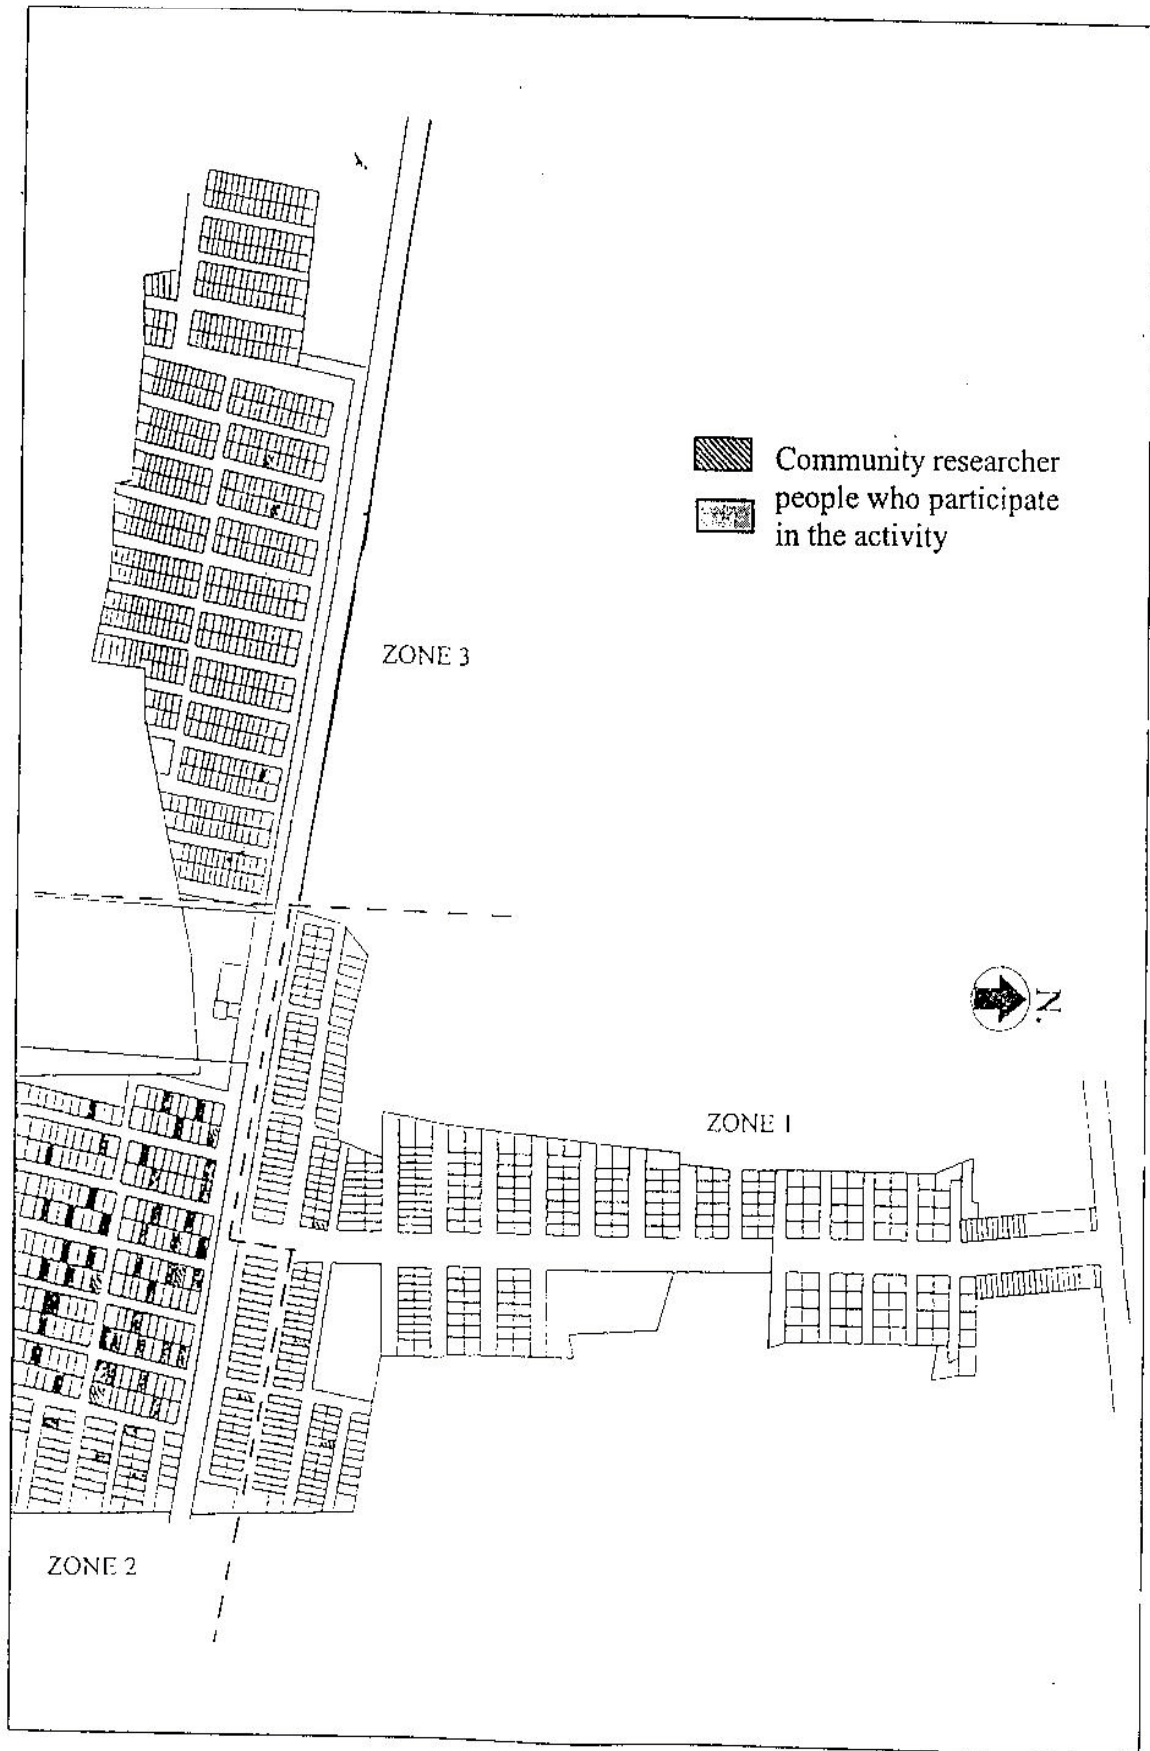 Community researcher
people who participate
in the activity
ZONE 3
N.
ZONE 1
ZONE 2